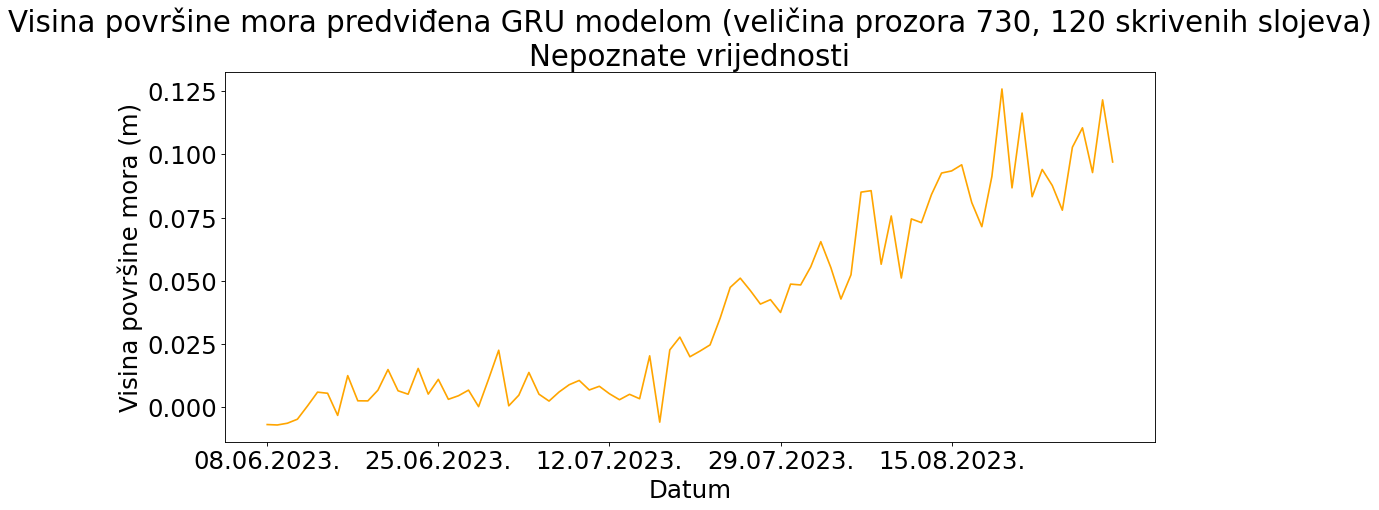 Visina površine mora predviđena GRU modelom (veličina prozora 730, 120 skrivenih slojeva)
Nepoznate vrijednosti
Visina površine mora (m)
0.125
0.100
0.075
0.050
0.025
0.000
08.06.2023. 25.06.2023. 12.07.2023. 29.07.2023. 15.08.2023.
Datum